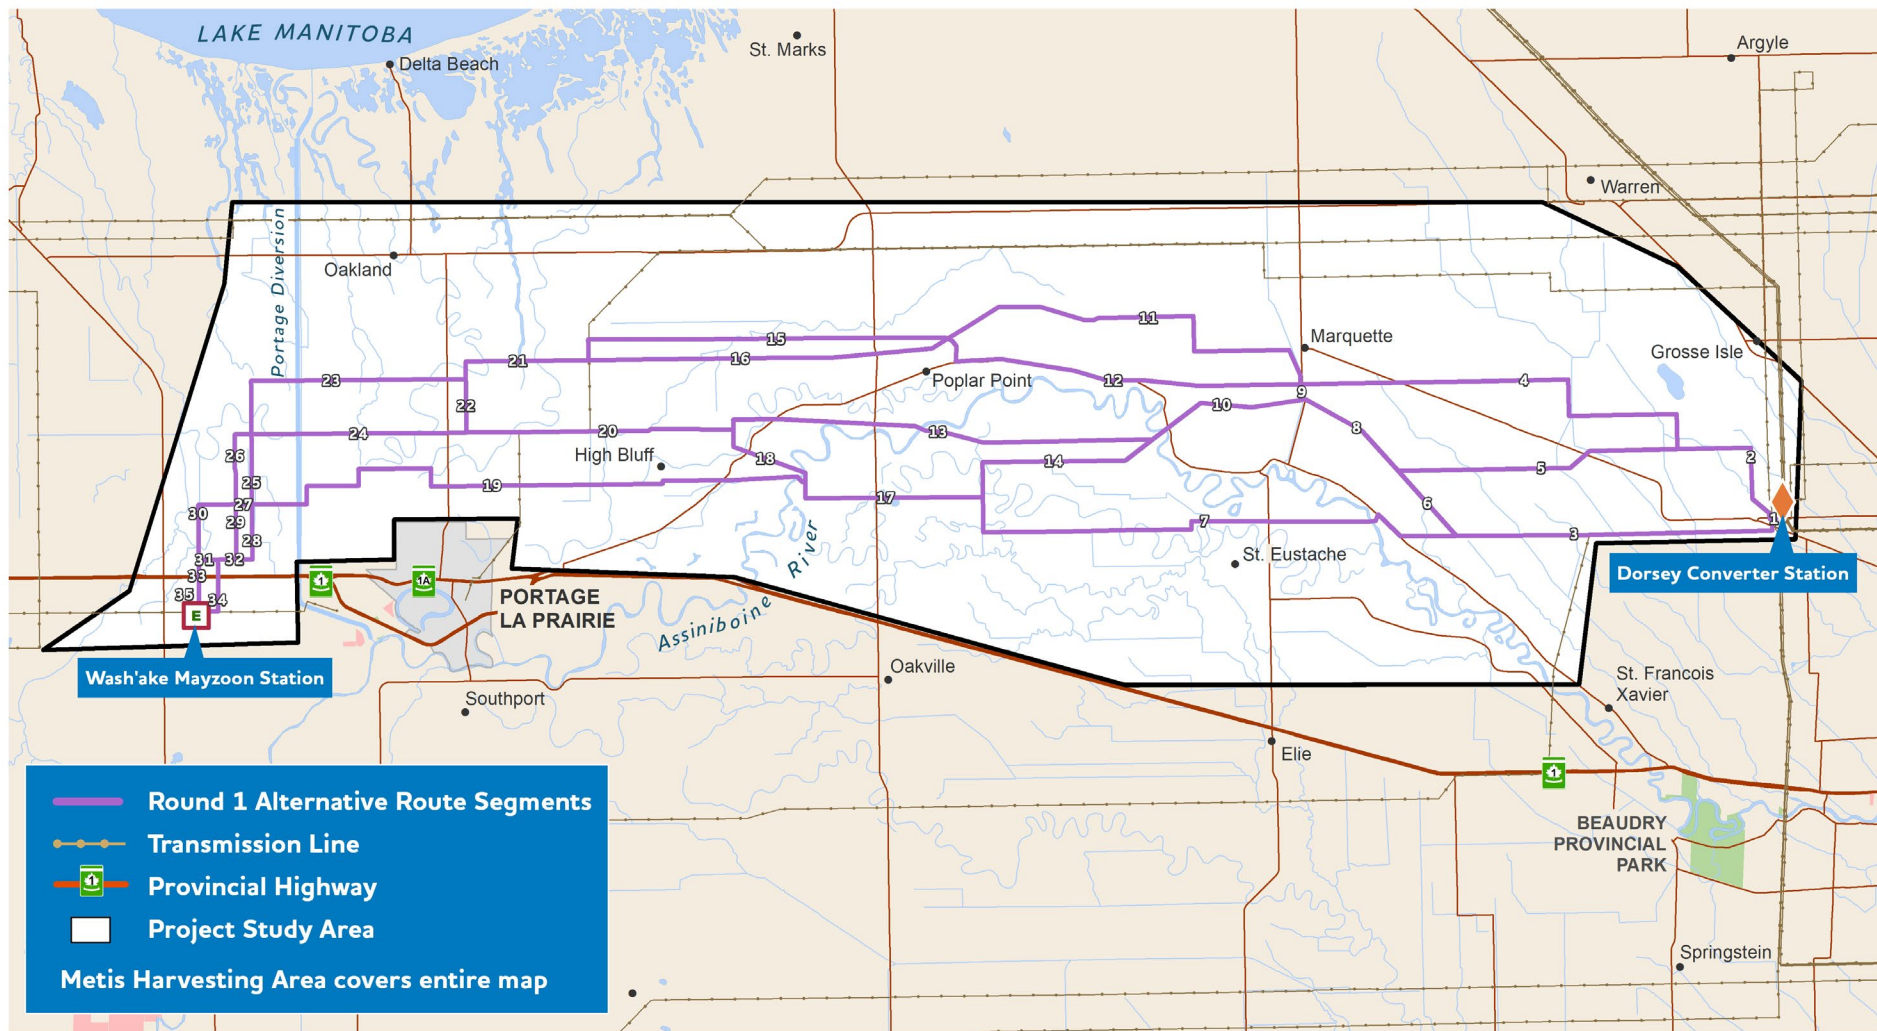 LAKE MANITOBA
Delta Beach
St. Marks
Argyle
Warren
Portage Diversion
Oakland
11
15
Marquette
Grosse Isle
21
16
23
Poplar Point
12
4
22
9
10
24
20
13
8
26
High Bluff
18
14
5
2
25
19
17
27
6
30
29
7
1
28
3
River
31
32
St. Eustache
33
1
1A
Dorsey Converter Station
35
34
E
PORTAGE
LA PRAIRIE
Assiniboine
Wash'ake Mayzoon Station
Oakville
St. Francois
Xavier
Southport
Elie
1
Round 1 Alternative Route Segments
Transmission Line
1
Provincial Highway
Project Study Area
Metis Harvesting Area covers entire map
BEAUDRY
PROVINCIAL
PARK
Springstein